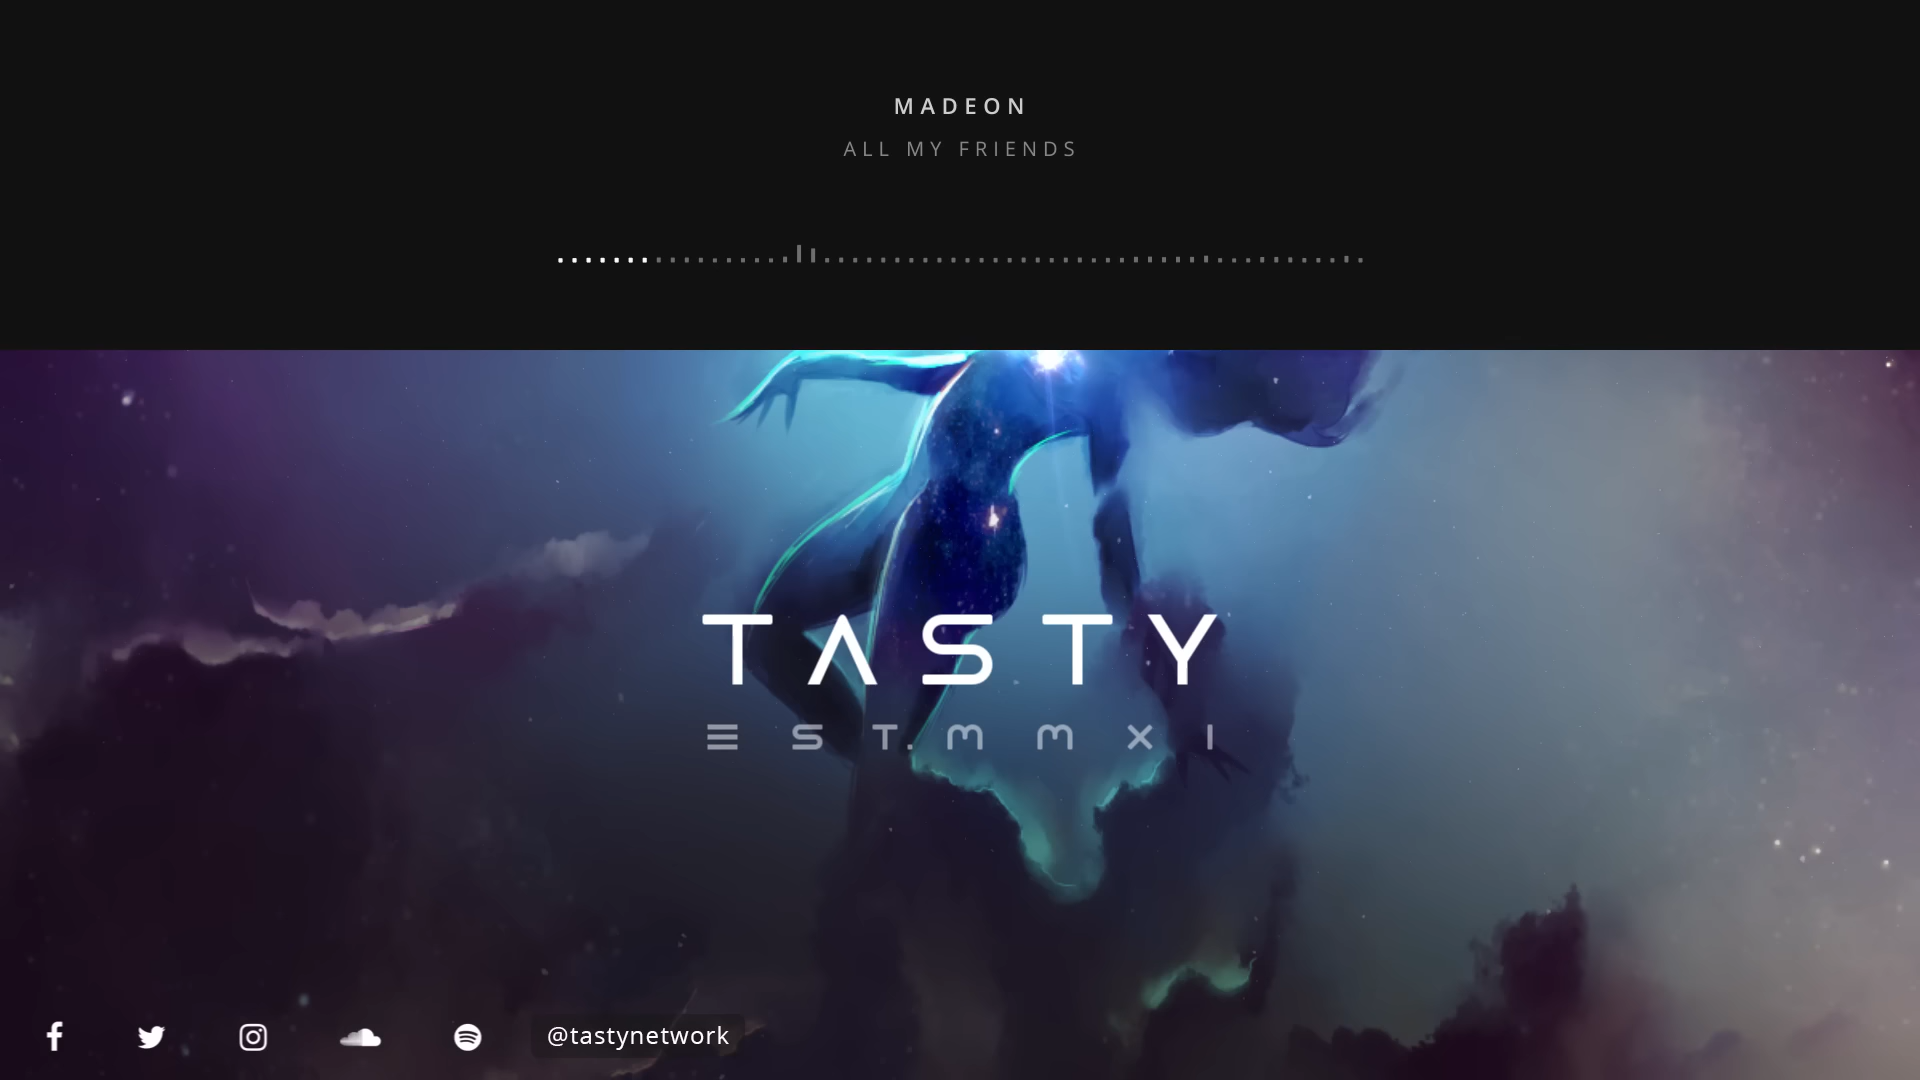 MADEON
ALL MY FRIENDS
TASTY
EST. MMXI
@tastynetwork